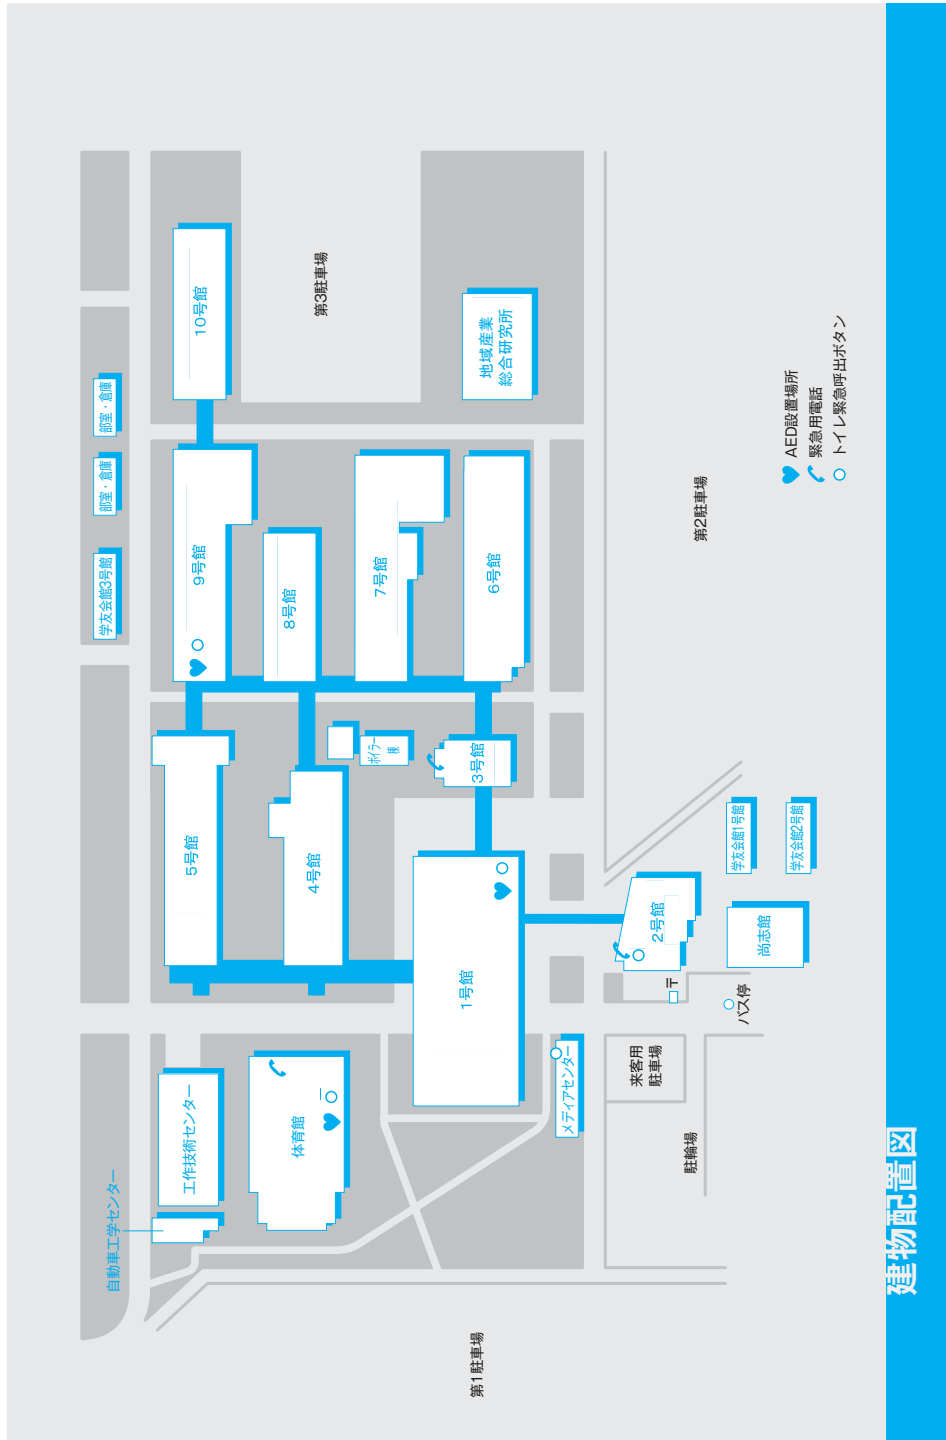 建物配置図
自動車工学センター
工作技術センター
体育館
第1駐車場
5号館
4号館
1号館
メディアセンター
来客用
駐車場
駐輪場
バス停
〒
2号館
尚志館
学友会館1号館
学友会館2号館
3号館
ボイラー
棟
学友会館3号館
部室・倉庫
部室・倉庫
9号館
8号館
7号館
6号館
10号館
第3駐車場
地域産業
総合研究所
第2駐車場
AED設置場所
緊急用電話
トイレ緊急呼出ボタン